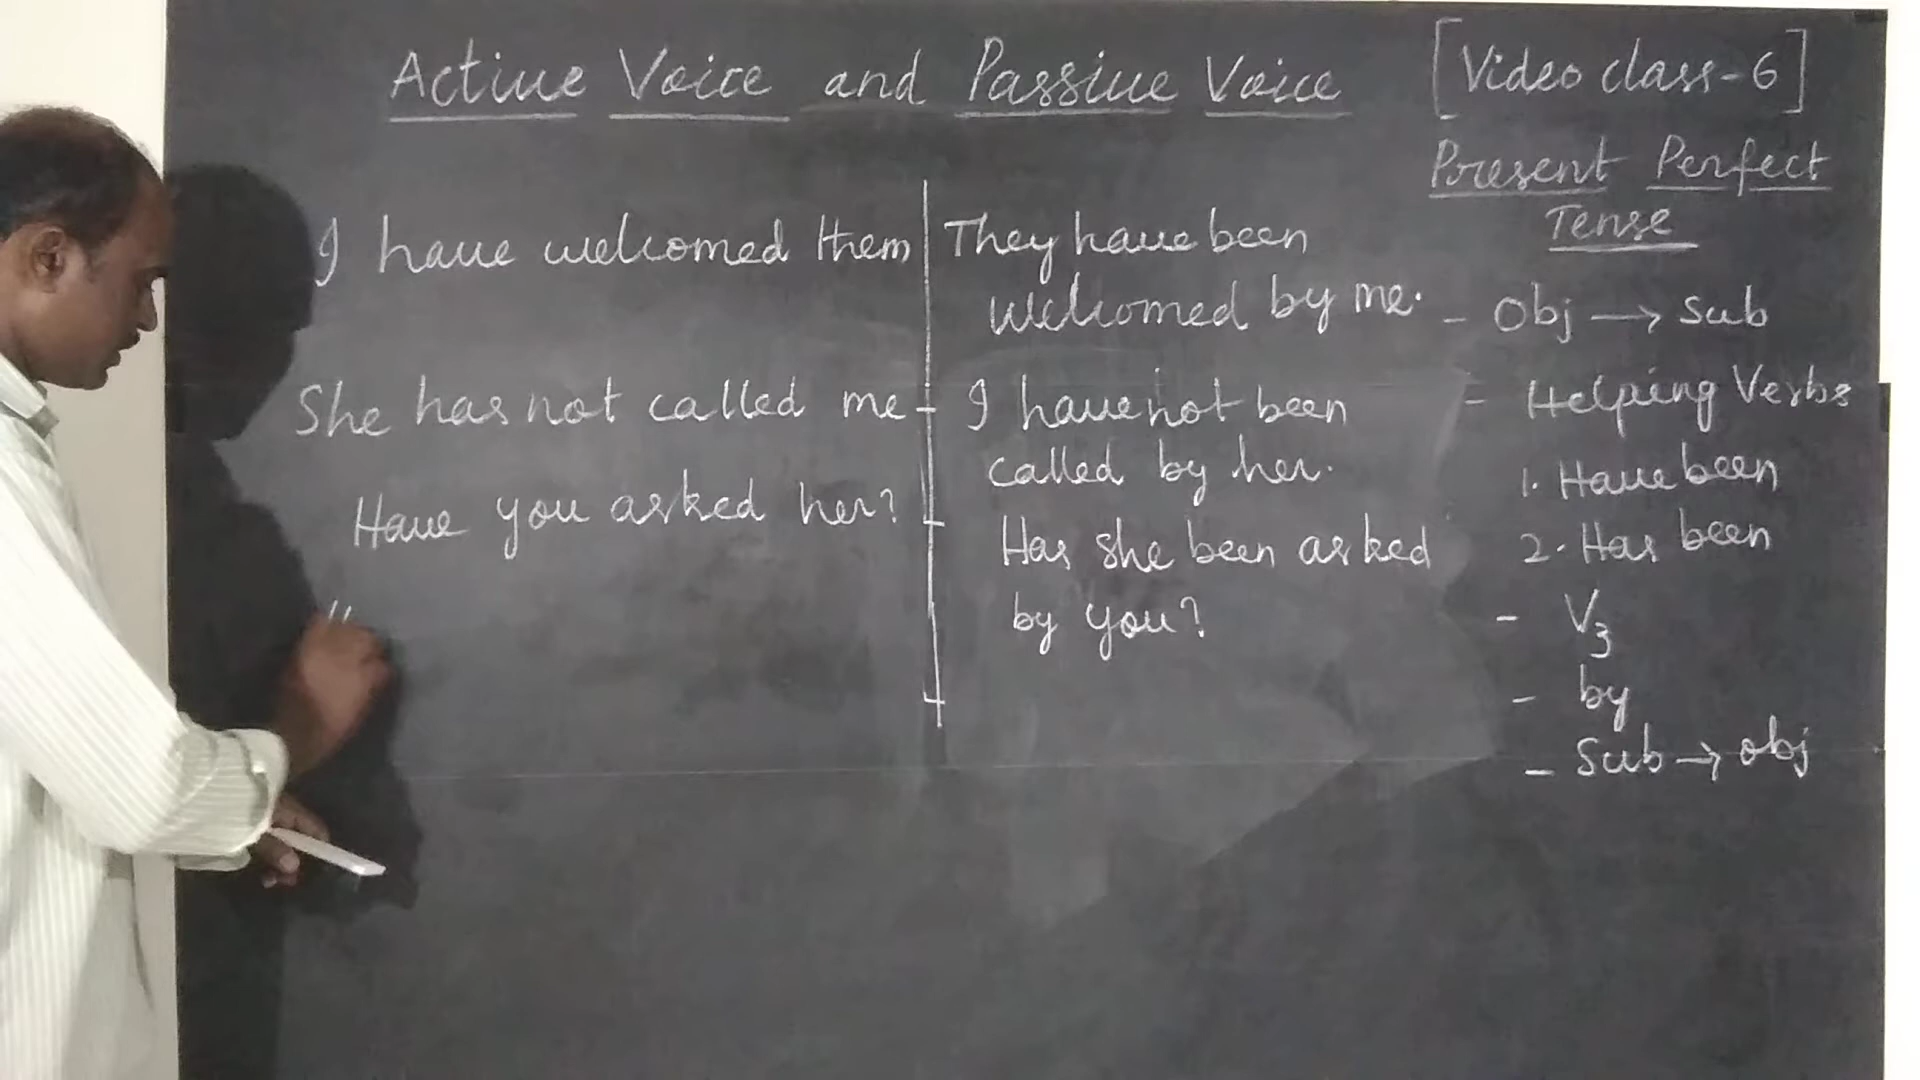 Active Voice and Passive Voice
[Video class-6]
Present Perfect
Tense
I have welcomed them
They have been
welcomed by me.
She has not called me
I have not been
called by her.
Have you asked her?
Has she been asked
by you?
- Obj → Sub
- Helping Verbs
1. Have been
2. Has been
- V3
- by
- Sub → obj